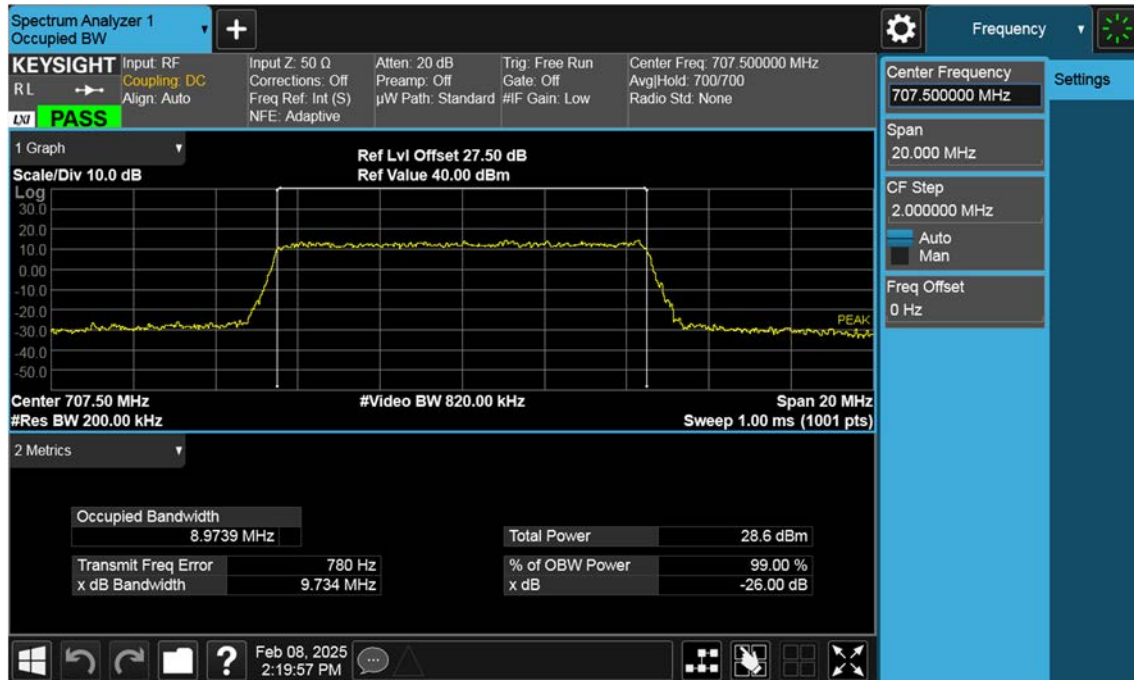 Spectrum Analyzer 1
Occupied BW
+
Frequency
KEYSIGHT
RL
LXI
PASS
Input: RF
Coupling: DC
Align: Auto
Input Z: 50 Ω
Corrections: Off
Freq Ref: Int (S)
NFE: Adaptive
Atten: 20 dB
Preamp: Off
µW Path: Standard
Trig: Free Run
Gate: Off
#IF Gain: Low
Center Freq: 707.500000 MHz
Avg|Hold: 700/700
Radio Std: None
Center Frequency
707.500000 MHz
Settings
Span
20.000 MHz
CF Step
2.000000 MHz
Auto
Man
Freq Offset
0 Hz
1 Graph
Scale/Div 10.0 dB
Ref Lvl Offset 27.50 dB
Ref Value 40.00 dBm
Log
30.0
20.0
10.0
0.00
-10.0
-20.0
-30.0
-40.0
-50.0
PEAK
Center 707.50 MHz
#Video BW 820.00 kHz
Span 20 MHz
#Res BW 200.00 kHz
Sweep 1.00 ms (1001 pts)
2 Metrics
Occupied Bandwidth
8.9739 MHz
Total Power 28.6 dBm
Transmit Freq Error 780 Hz
% of OBW Power 99.00 %
x dB Bandwidth 9.734 MHz
x dB -26.00 dB
?
Feb 08, 2025
2:19:57 PM